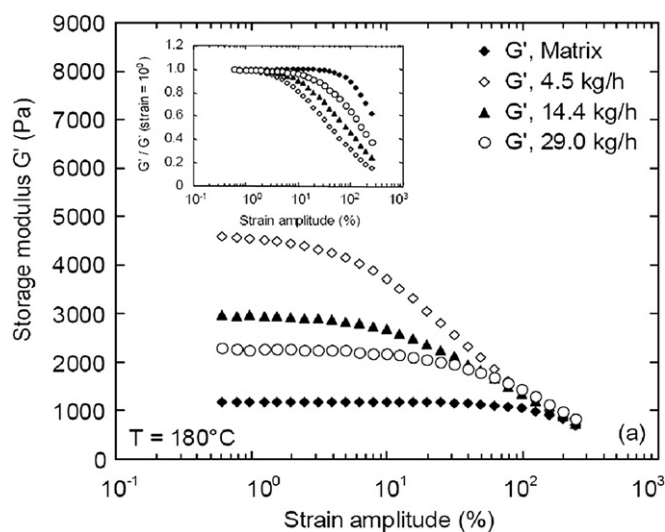 9000
8000
7000
6000
5000
4000
3000
2000
1000
0
Storage modulus G' (Pa)
1.2
1.0
0.8
0.6
0.4
0.2
0
G' / G' (strain = 10⁰)
10⁻¹ 10⁰ 10¹ 10² 10³
Strain amplitude (%)
G', Matrix
G', 4.5 kg/h
G', 14.4 kg/h
G', 29.0 kg/h
T = 180°C
(a)
10⁻¹ 10⁰ 10¹ 10² 10³
Strain amplitude (%)